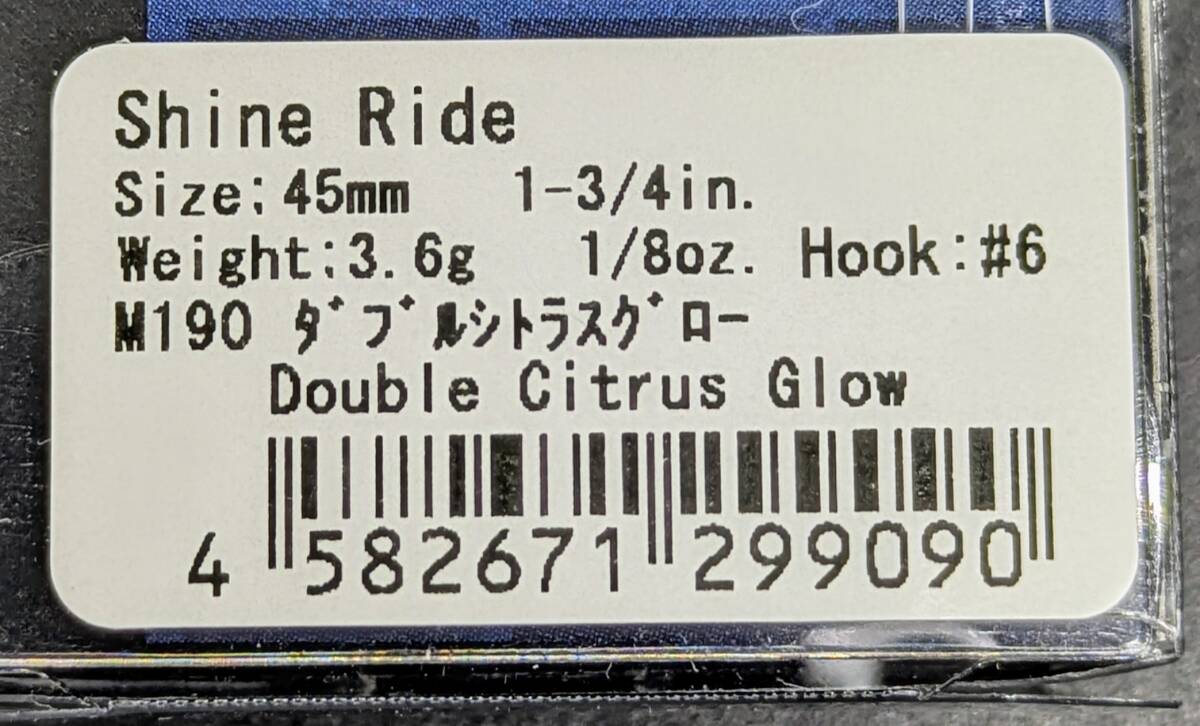 Shine Ride
Size:45mm 1-3/4in.
Weight:3.6g 1/8oz. Hook:#6
M190 ﾀﾞﾌﾞﾙｼﾄﾗｽｸﾞﾛｰ
Double Citrus Glow
4 582671 299090